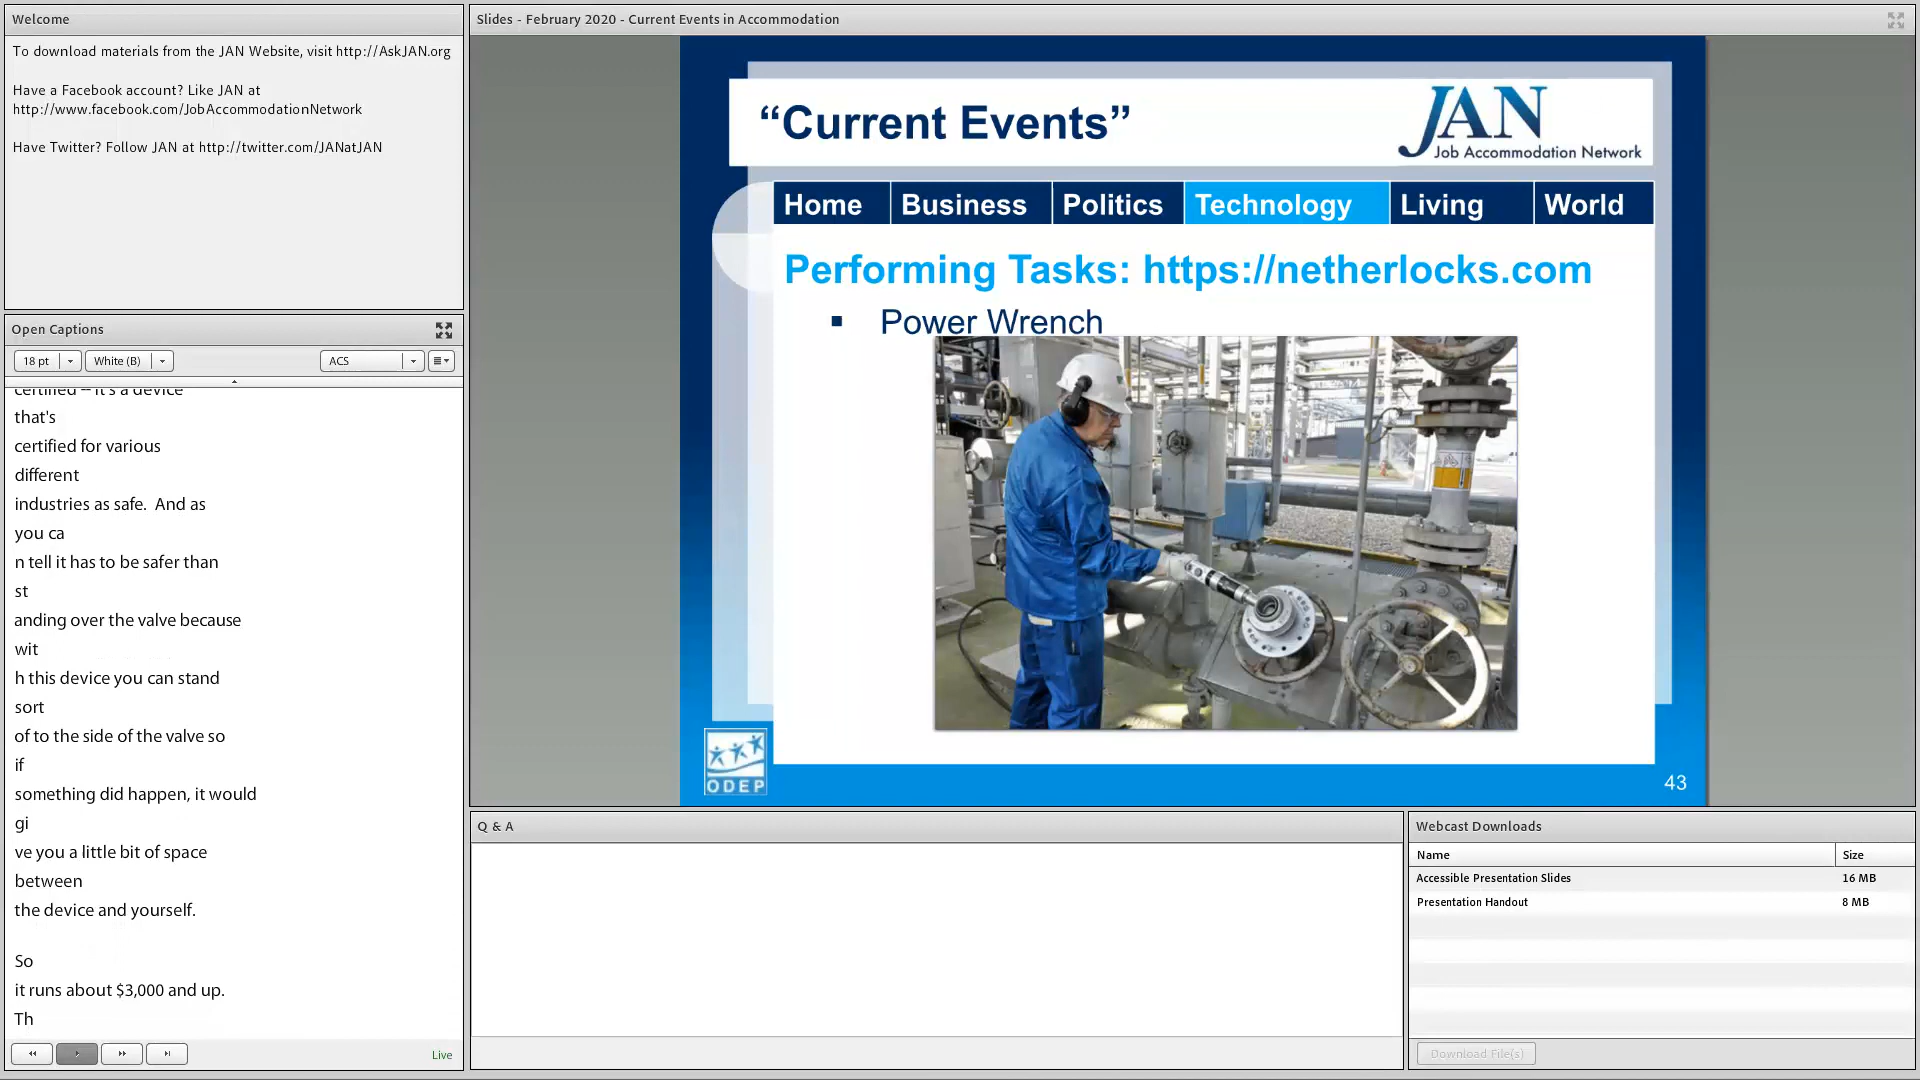 Welcome
To download materials from the JAN Website, visit http://AskJAN.org
Have a Facebook account? Like JAN at
http://www.facebook.com/JobAccommodationNetwork
Have Twitter? Follow JAN at http://twitter.com/JANatJAN
Open Captions
18 pt White (B) ACS
certified -- it's a device
that's
certified for various
different
industries as safe.  And as
you ca
n tell it has to be safer than
st
anding over the valve because
wit
h this device you can stand
sort
of to the side of the valve so
if
something did happen, it would
gi
ve you a little bit of space
between
the device and yourself.
So
it runs about $3,000 and up.
Th
Live
Slides - February 2020 - Current Events in Accommodation
“Current Events”
JAN
Job Accommodation Network
Home Business Politics Technology Living World
Performing Tasks: https://netherlocks.com
▪ Power Wrench
ODEP
43
Q & A
Webcast Downloads
Name Size
Accessible Presentation Slides 16 MB
Presentation Handout 8 MB
Download File(s)